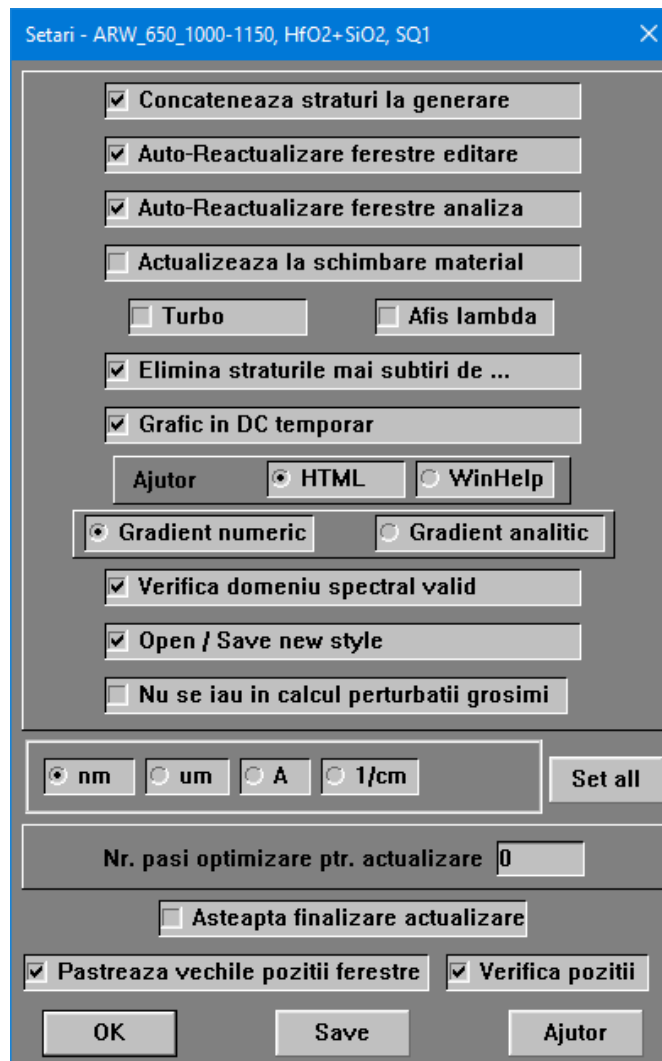 Setari - ARW_650_1000-1150, HfO2+SiO2, SQ1
Concateneaza straturi la generare
Auto-Reactualizare ferestre editare
Auto-Reactualizare ferestre analiza
Actualizeaza la schimbare material
Turbo Afis lambda
Elimina straturile mai subtiri de ...
Grafic in DC temporar
Ajutor HTML WinHelp
Gradient numeric Gradient analitic
Verifica domeniu spectral valid
Open / Save new style
Nu se iau in calcul perturbatii grosimi
nm um A 1/cm Set all
Nr. pasi optimizare ptr. actualizare 0
Asteapta finalizare actualizare
Pastreaza vechile pozitii ferestre Verifica pozitii
OK Save Ajutor